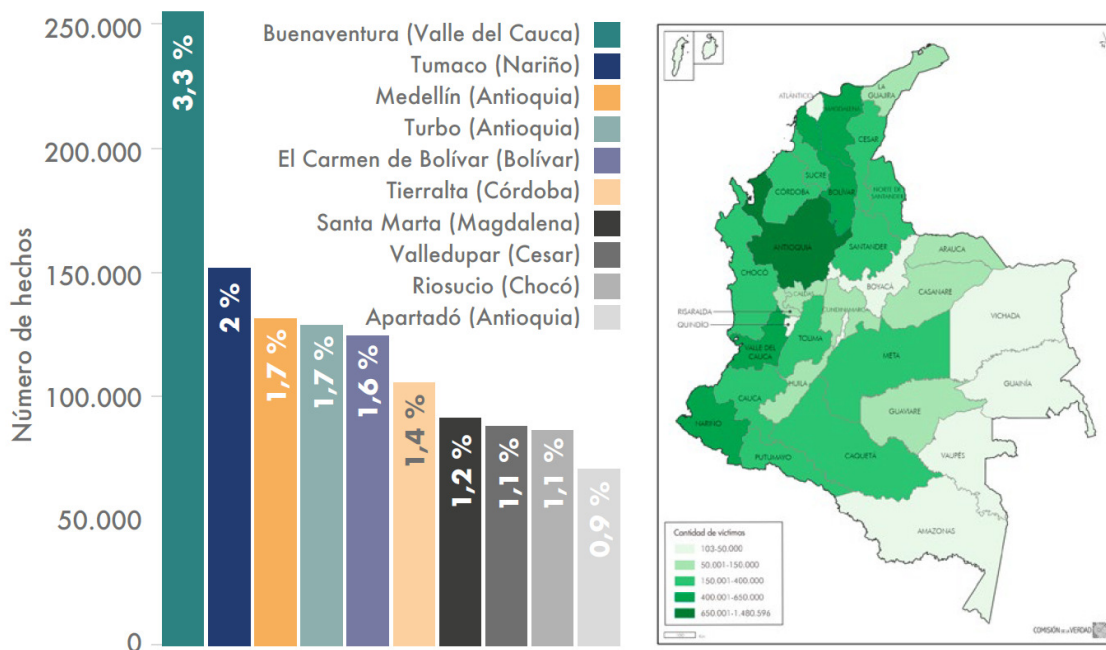 250.000
200.000
150.000
100.000
50.000
0
Número de hechos
3,3 %
2 %
1,7 %
1,7 %
1,6 %
1,4 %
1,2 %
1,1 %
1,1 %
0,9 %
Buenaventura (Valle del Cauca)
Tumaco (Nariño)
Medellín (Antioquia)
Turbo (Antioquia)
El Carmen de Bolívar (Bolívar)
Tierralta (Córdoba)
Santa Marta (Magdalena)
Valledupar (Cesar)
Riosucio (Chocó)
Apartadó (Antioquia)
LA
GUAJIRA
ATLÁNTICO
MAGDALENA
CESAR
SUCRE
CÓRDOBA
BOLÍVAR
NORTE DE
SANTANDER
ANTIOQUIA
SANTANDER
ARAUCA
CHOCÓ
BOYACÁ
CASANARE
CALDAS
RISARALDA
CUNDINAMARCA
VICHADA
QUINDÍO
TOLIMA
VALLE DEL
CAUCA
META
GUAINÍA
HUILA
CAUCA
GUAVIARE
NARIÑO
VAUPÉS
PUTUMAYO
CAQUETÁ
AMAZONAS
Cantidad de víctimas
103-50.000
50.001-150.000
150.001-400.000
400.001-650.000
650.001-1.480.596
COMISIÓN DE LA VERDAD